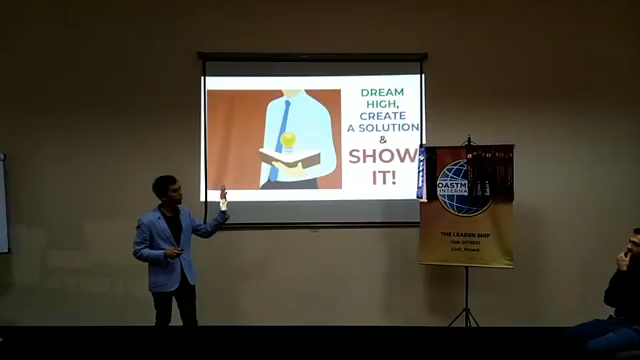 DREAM
HIGH,
CREATE
A SOLUTION
&
SHOW
IT!
OASTM
INTERNA
THE LEADER SHIP
Łódź, Poland